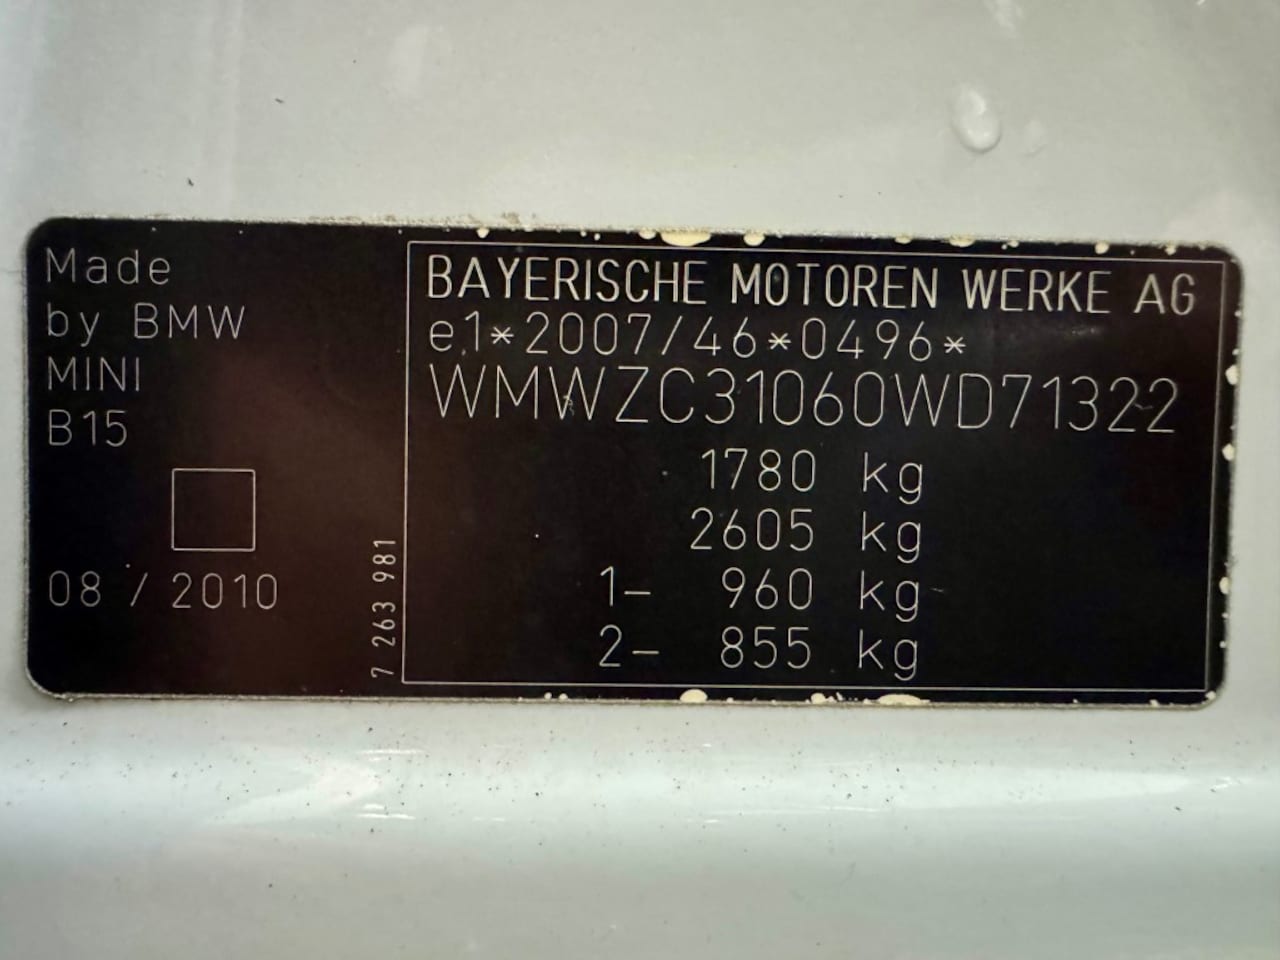 Made
by BMW
MINI
B15
08 / 2010
7 263 981
BAYERISCHE MOTOREN WERKE AG
e1*2007/46*0496*
WMWZC31060WD71322
1780 kg
2605 kg
1- 960 kg
2- 855 kg